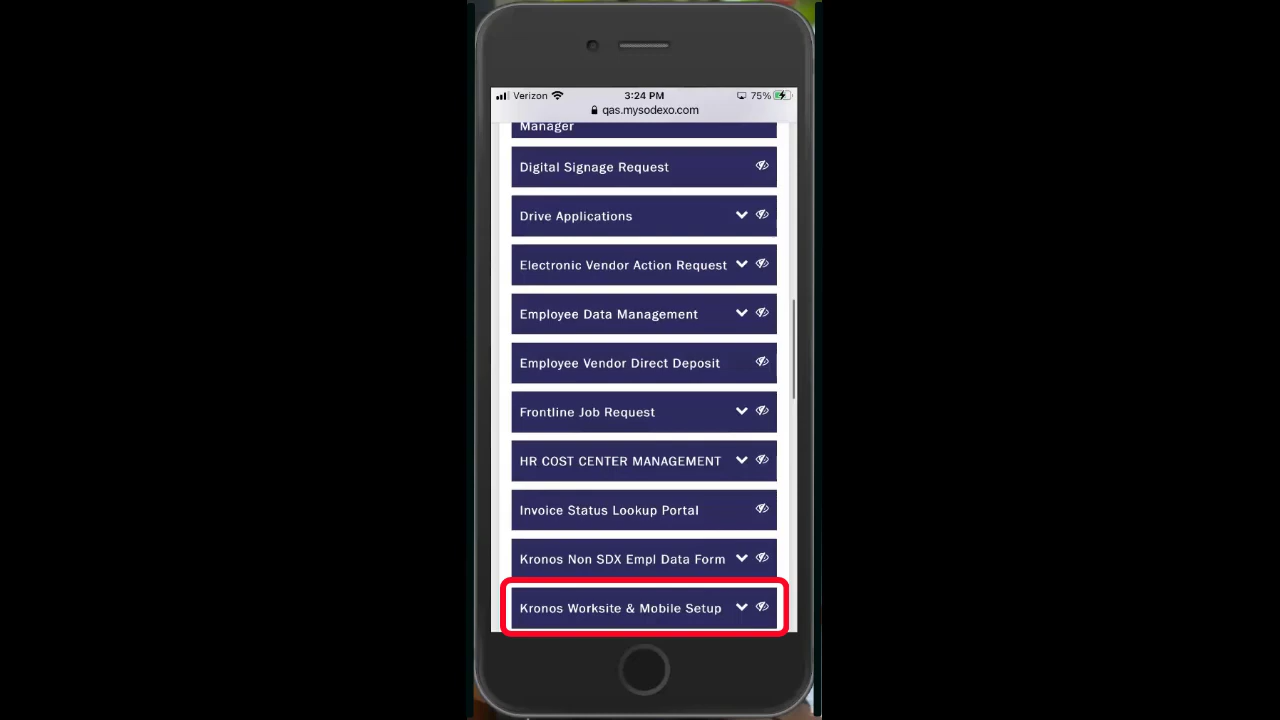 Verizon
3:24 PM
75%
qas.mysodexo.com
Manager
Digital Signage Request
Drive Applications
Electronic Vendor Action Request
Employee Data Management
Employee Vendor Direct Deposit
Frontline Job Request
HR COST CENTER MANAGEMENT
Invoice Status Lookup Portal
Kronos Non SDX Empl Data Form
Kronos Worksite & Mobile Setup